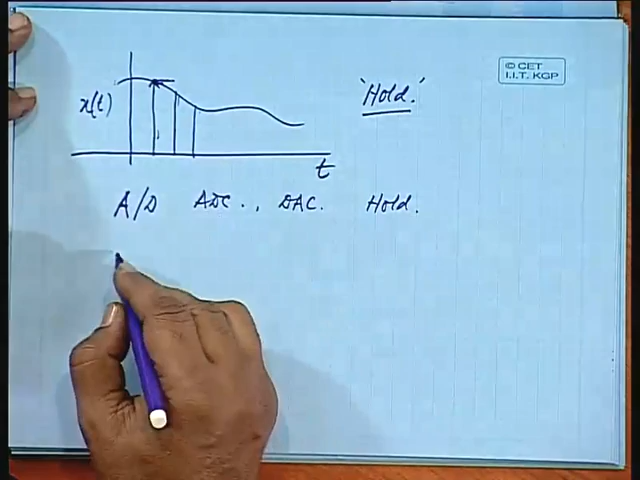 © CET
I.I.T. KGP
'Hold.'
x(t)
t
A/D ADC., DAC. Hold.